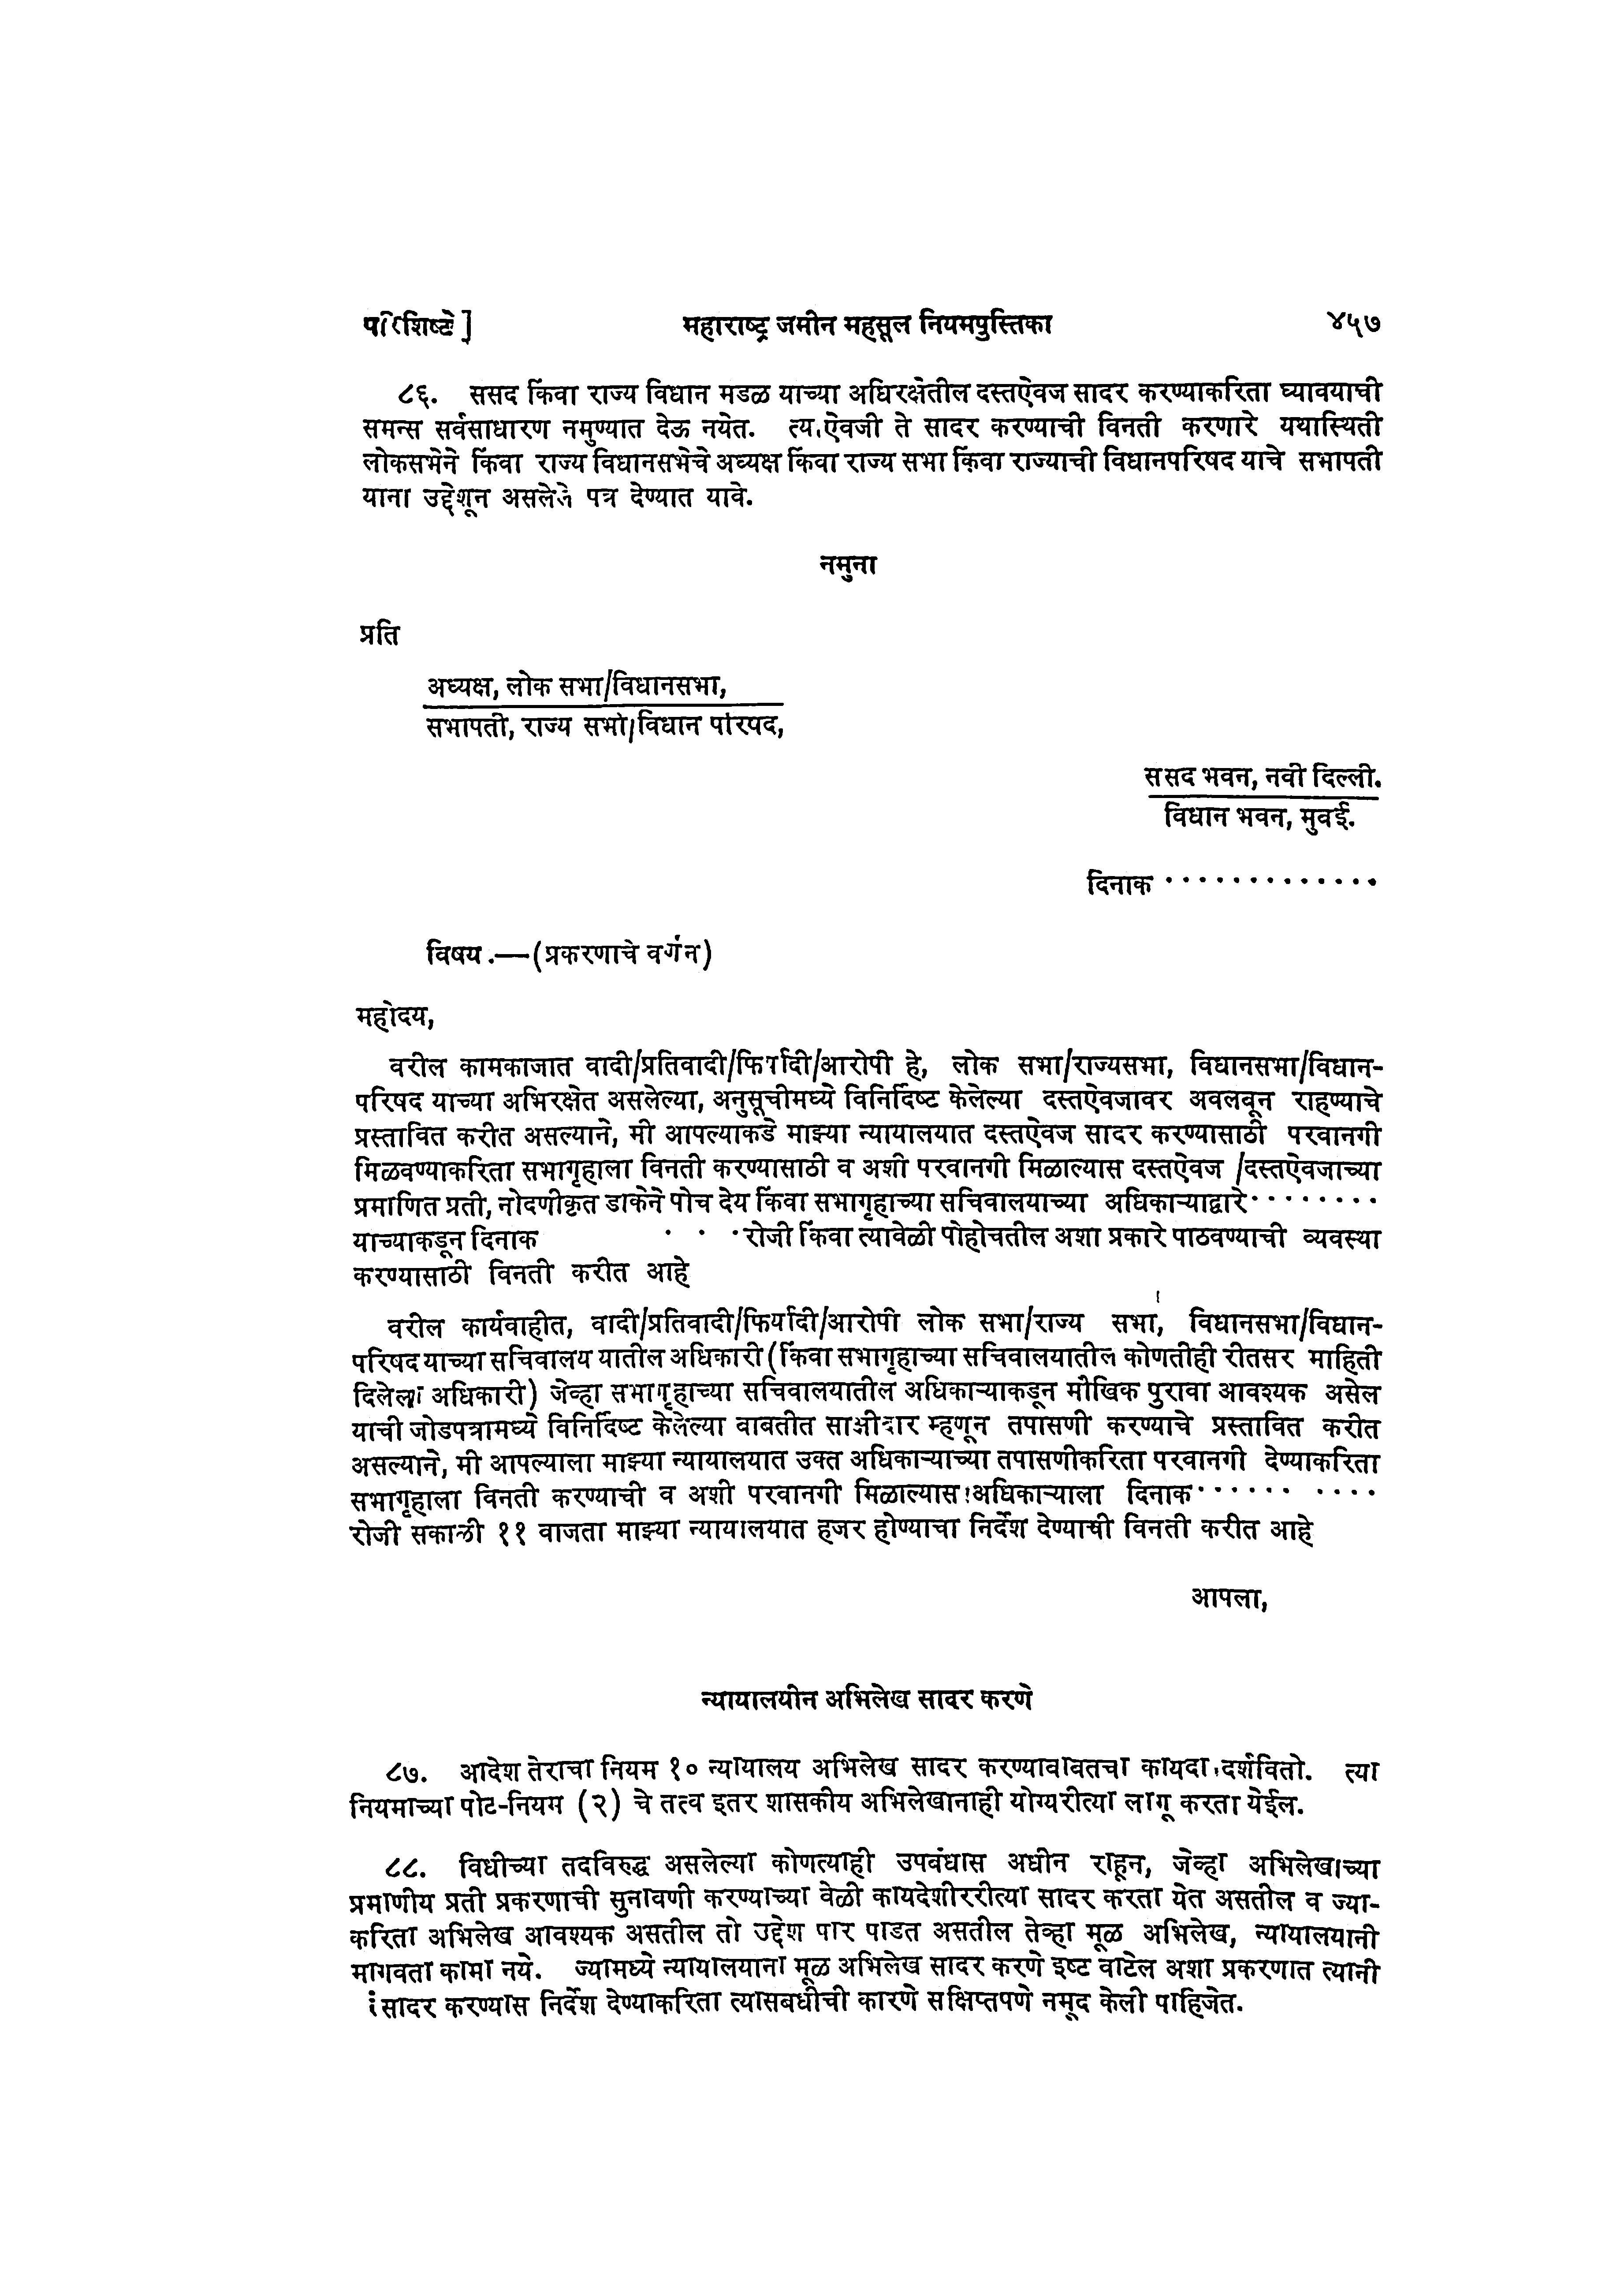 परिशिष्टे]
महाराष्ट्र जमीन महसूल नियमपुस्तिका
४५७
८६. ससद किंवा राज्य विधान मडळ याच्या अधिरक्षेतील दस्तऐवज सादर करण्याकरिता घ्यावयाची
समन्स सर्वसाधारण नमुण्यात देऊ नयेत. त्याऐवजी ते सादर करण्याची विनती करणारे यथास्थिती
लोकसभेने किंवा राज्य विधानसभेचे अध्यक्ष किंवा राज्य सभा किंवा राज्याची विधानपरिषद याचे सभापती
याना उद्देशून असलेले पत्र देण्यात यावे.
नमुना
प्रति
अध्यक्ष, लोक सभा/विधानसभा,
सभापती, राज्य सभा/विधान परिषद,
ससद भवन, नवी दिल्ली.
विधान भवन, मुवई.
दिनाक ·············
विषय .—(प्रकरणाचे वर्णन)
महोदय,
वरील कामकाजात वादी/प्रतिवादी/फिर्यादी/आरोपी हे, लोक सभा/राज्यसभा, विधानसभा/विधान-
परिषद याच्या अभिरक्षेत असलेल्या, अनुसूचीमध्ये विनिर्दिष्ट केलेल्या दस्तऐवजावर अवलबून राहण्याचे
प्रस्तावित करीत असल्याने, मी आपल्याकडे माझ्या न्यायालयात दस्तऐवज सादर करण्यासाठी परवानगी
मिळवण्याकरिता सभागृहाला विनती करण्यासाठी व अशी परवानगी मिळाल्यास दस्तऐवज /दस्तऐवजाच्या
प्रमाणित प्रती, नोदणीकृत डाकेने पोच देय किंवा सभागृहाच्या सचिवालयाच्या अधिकाऱ्याद्वारे ········
याच्याकडून दिनाक · · ·रोजी किंवा त्यावेळी पोहोचतील अशा प्रकारे पाठवण्याची व्यवस्था
करण्यासाठी विनती करीत आहे
वरील कार्यवाहीत, वादी/प्रतिवादी/फिर्यादी/आरोपी लोक सभा/राज्य सभा, विधानसभा/विधान-
परिषद याच्या सचिवालय यातील अधिकारी (किंवा सभागृहाच्या सचिवालयातील कोणतीही रीतसर माहिती
दिलेला अधिकारी) जेव्हा सभागृहाच्या सचिवालयातील अधिकाऱ्याकडून मौखिक पुरावा आवश्यक असेल
याची जोडपत्रामध्ये विनिर्दिष्ट केलेल्या वाबतीत साक्षीदार म्हणून तपासणी करण्याचे प्रस्तावित करीत
असल्याने, मी आपल्याला माझ्या न्यायालयात उक्त अधिकाऱ्याच्या तपासणीकरिता परवानगी देण्याकरिता
सभागृहाला विनती करण्याची व अशी परवानगी मिळाल्यास अधिकाऱ्याला दिनाक ······ ····
रोजी सकाळी ११ वाजता माझ्या न्यायालयात हजर होण्याचा निर्देश देण्याची विनती करीत आहे
आपला,
न्यायालयीन अभिलेख सादर करणे
८७. आदेश तेराचा नियम १० न्यायालय अभिलेख सादर करण्यावाबतचा कायदा दर्शवितो. त्या
नियमाच्या पोट-नियम (२) चे तत्व इतर शासकीय अभिलेखानाही योग्यरीत्या लागू करता येईल.
८८. विधीच्या तदविरुद्ध असलेल्या कोणत्याही उपबंधास अधीन राहून, जेव्हा अभिलेखाच्या
प्रमाणीय प्रती प्रकरणाची सुनावणी करण्याच्या वेळी कायदेशीररीत्या सादर करता येत असतील व ज्या-
करिता अभिलेख आवश्यक असतील तो उद्देश पार पाडत असतील तेव्हा मूळ अभिलेख, न्यायालयानी
मागवता कामा नये. ज्यामध्ये न्यायालयाना मूळ अभिलेख सादर करणे इष्ट वाटेल अशा प्रकरणात त्यानी
सादर करण्यास निर्देश देण्याकरिता त्यासबधीची कारणे सक्षिप्तपणे नमूद केली पाहिजेत.